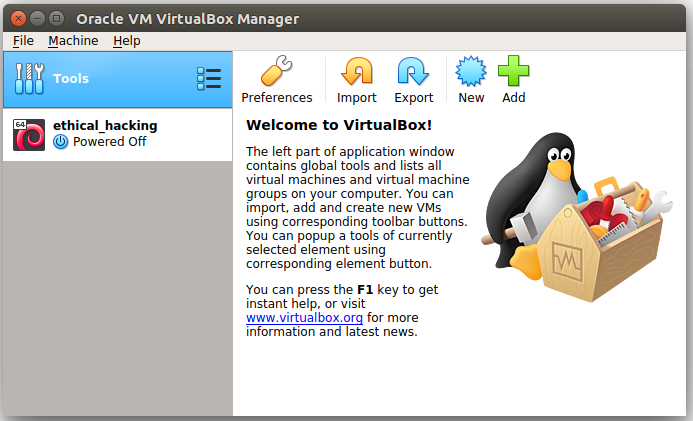 Oracle VM VirtualBox Manager
File Machine Help
Tools
Preferences Import Export New Add
64
ethical_hacking
Powered Off
Welcome to VirtualBox!
The left part of application window
contains global tools and lists all
virtual machines and virtual machine
groups on your computer. You can
import, add and create new VMs
using corresponding toolbar buttons.
You can popup a tools of currently
selected element using
corresponding element button.
You can press the F1 key to get
instant help, or visit
www.virtualbox.org for more
information and latest news.